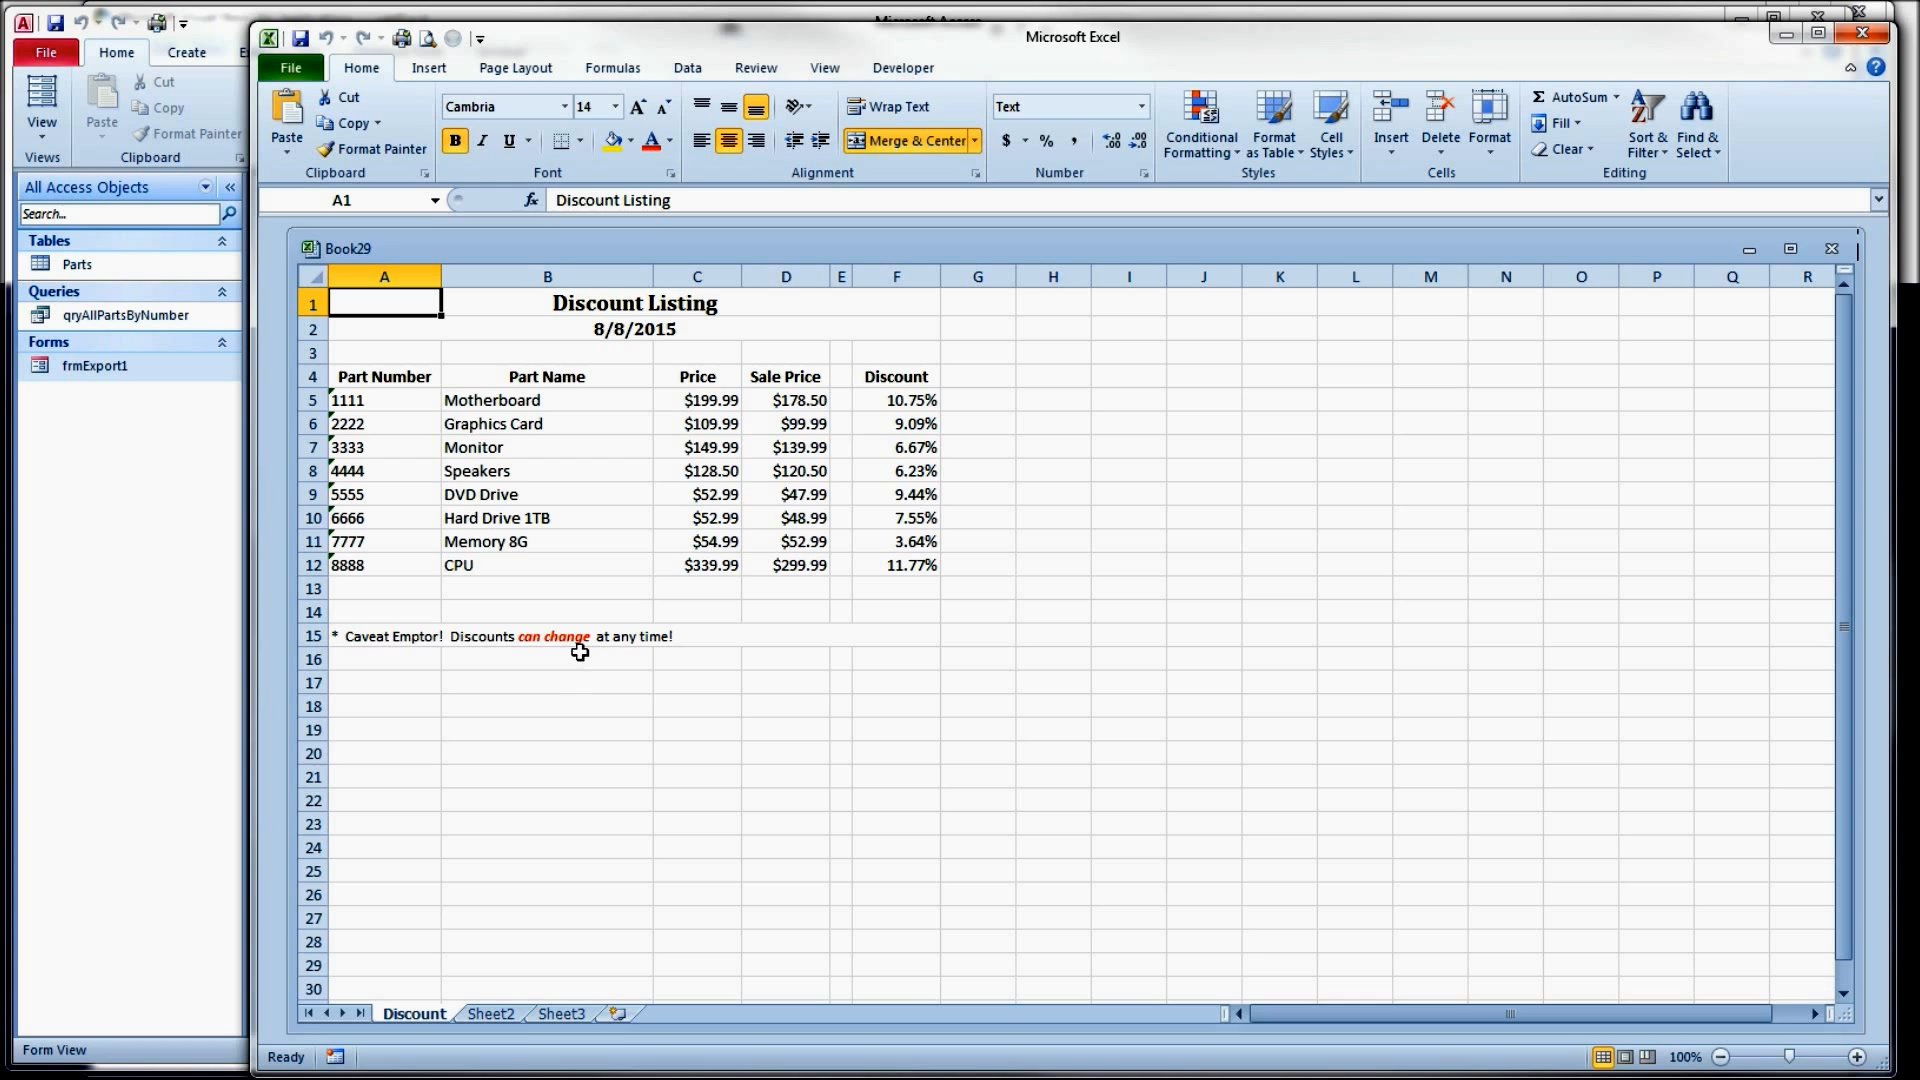 Microsoft Access
File Home Create
View
Views
Paste
Cut
Copy
Format Painter
Clipboard
All Access Objects
Search...
Tables
Parts
Queries
qryAllPartsByNumber
Forms
frmExport1
Form View
Microsoft Excel
File Home Insert Page Layout Formulas Data Review View Developer
Paste
Cut
Copy
Format Painter
Clipboard
Cambria 14
B I U A
Font
Wrap Text
Merge & Center
Alignment
Text
$ % ,
Number
Conditional Formatting
Format as Table
Cell Styles
Styles
Insert Delete Format
Cells
Σ AutoSum
Fill
Clear
Sort & Filter
Find & Select
Editing
A1 fx Discount Listing
Book29
A B C D E F G H I J K L M N O P Q R
1 Discount Listing
2 8/8/2015
3
4 Part Number Part Name Price Sale Price Discount
5 1111 Motherboard $199.99 $178.50 10.75%
6 2222 Graphics Card $109.99 $99.99 9.09%
7 3333 Monitor $149.99 $139.99 6.67%
8 4444 Speakers $128.50 $120.50 6.23%
9 5555 DVD Drive $52.99 $47.99 9.44%
10 6666 Hard Drive 1TB $52.99 $48.99 7.55%
11 7777 Memory 8G $54.99 $52.99 3.64%
12 8888 CPU $339.99 $299.99 11.77%
13
14
15 * Caveat Emptor! Discounts can change at any time!
16
17
18
19
20
21
22
23
24
25
26
27
28
29
30
Discount Sheet2 Sheet3
Ready 100%